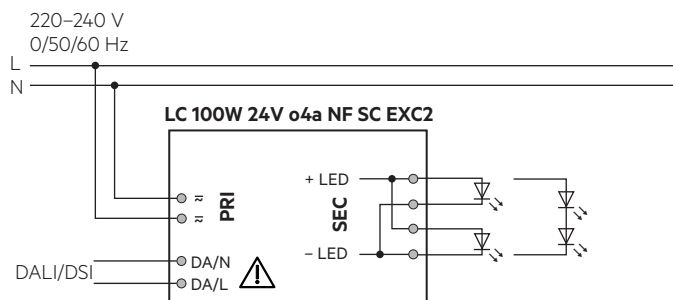 220–240 V
0/50/60 Hz
L
N
LC 100W 24V o4a NF SC EXC2
+ LED
PRI
SEC
– LED
DALI/DSI
DA/N
DA/L